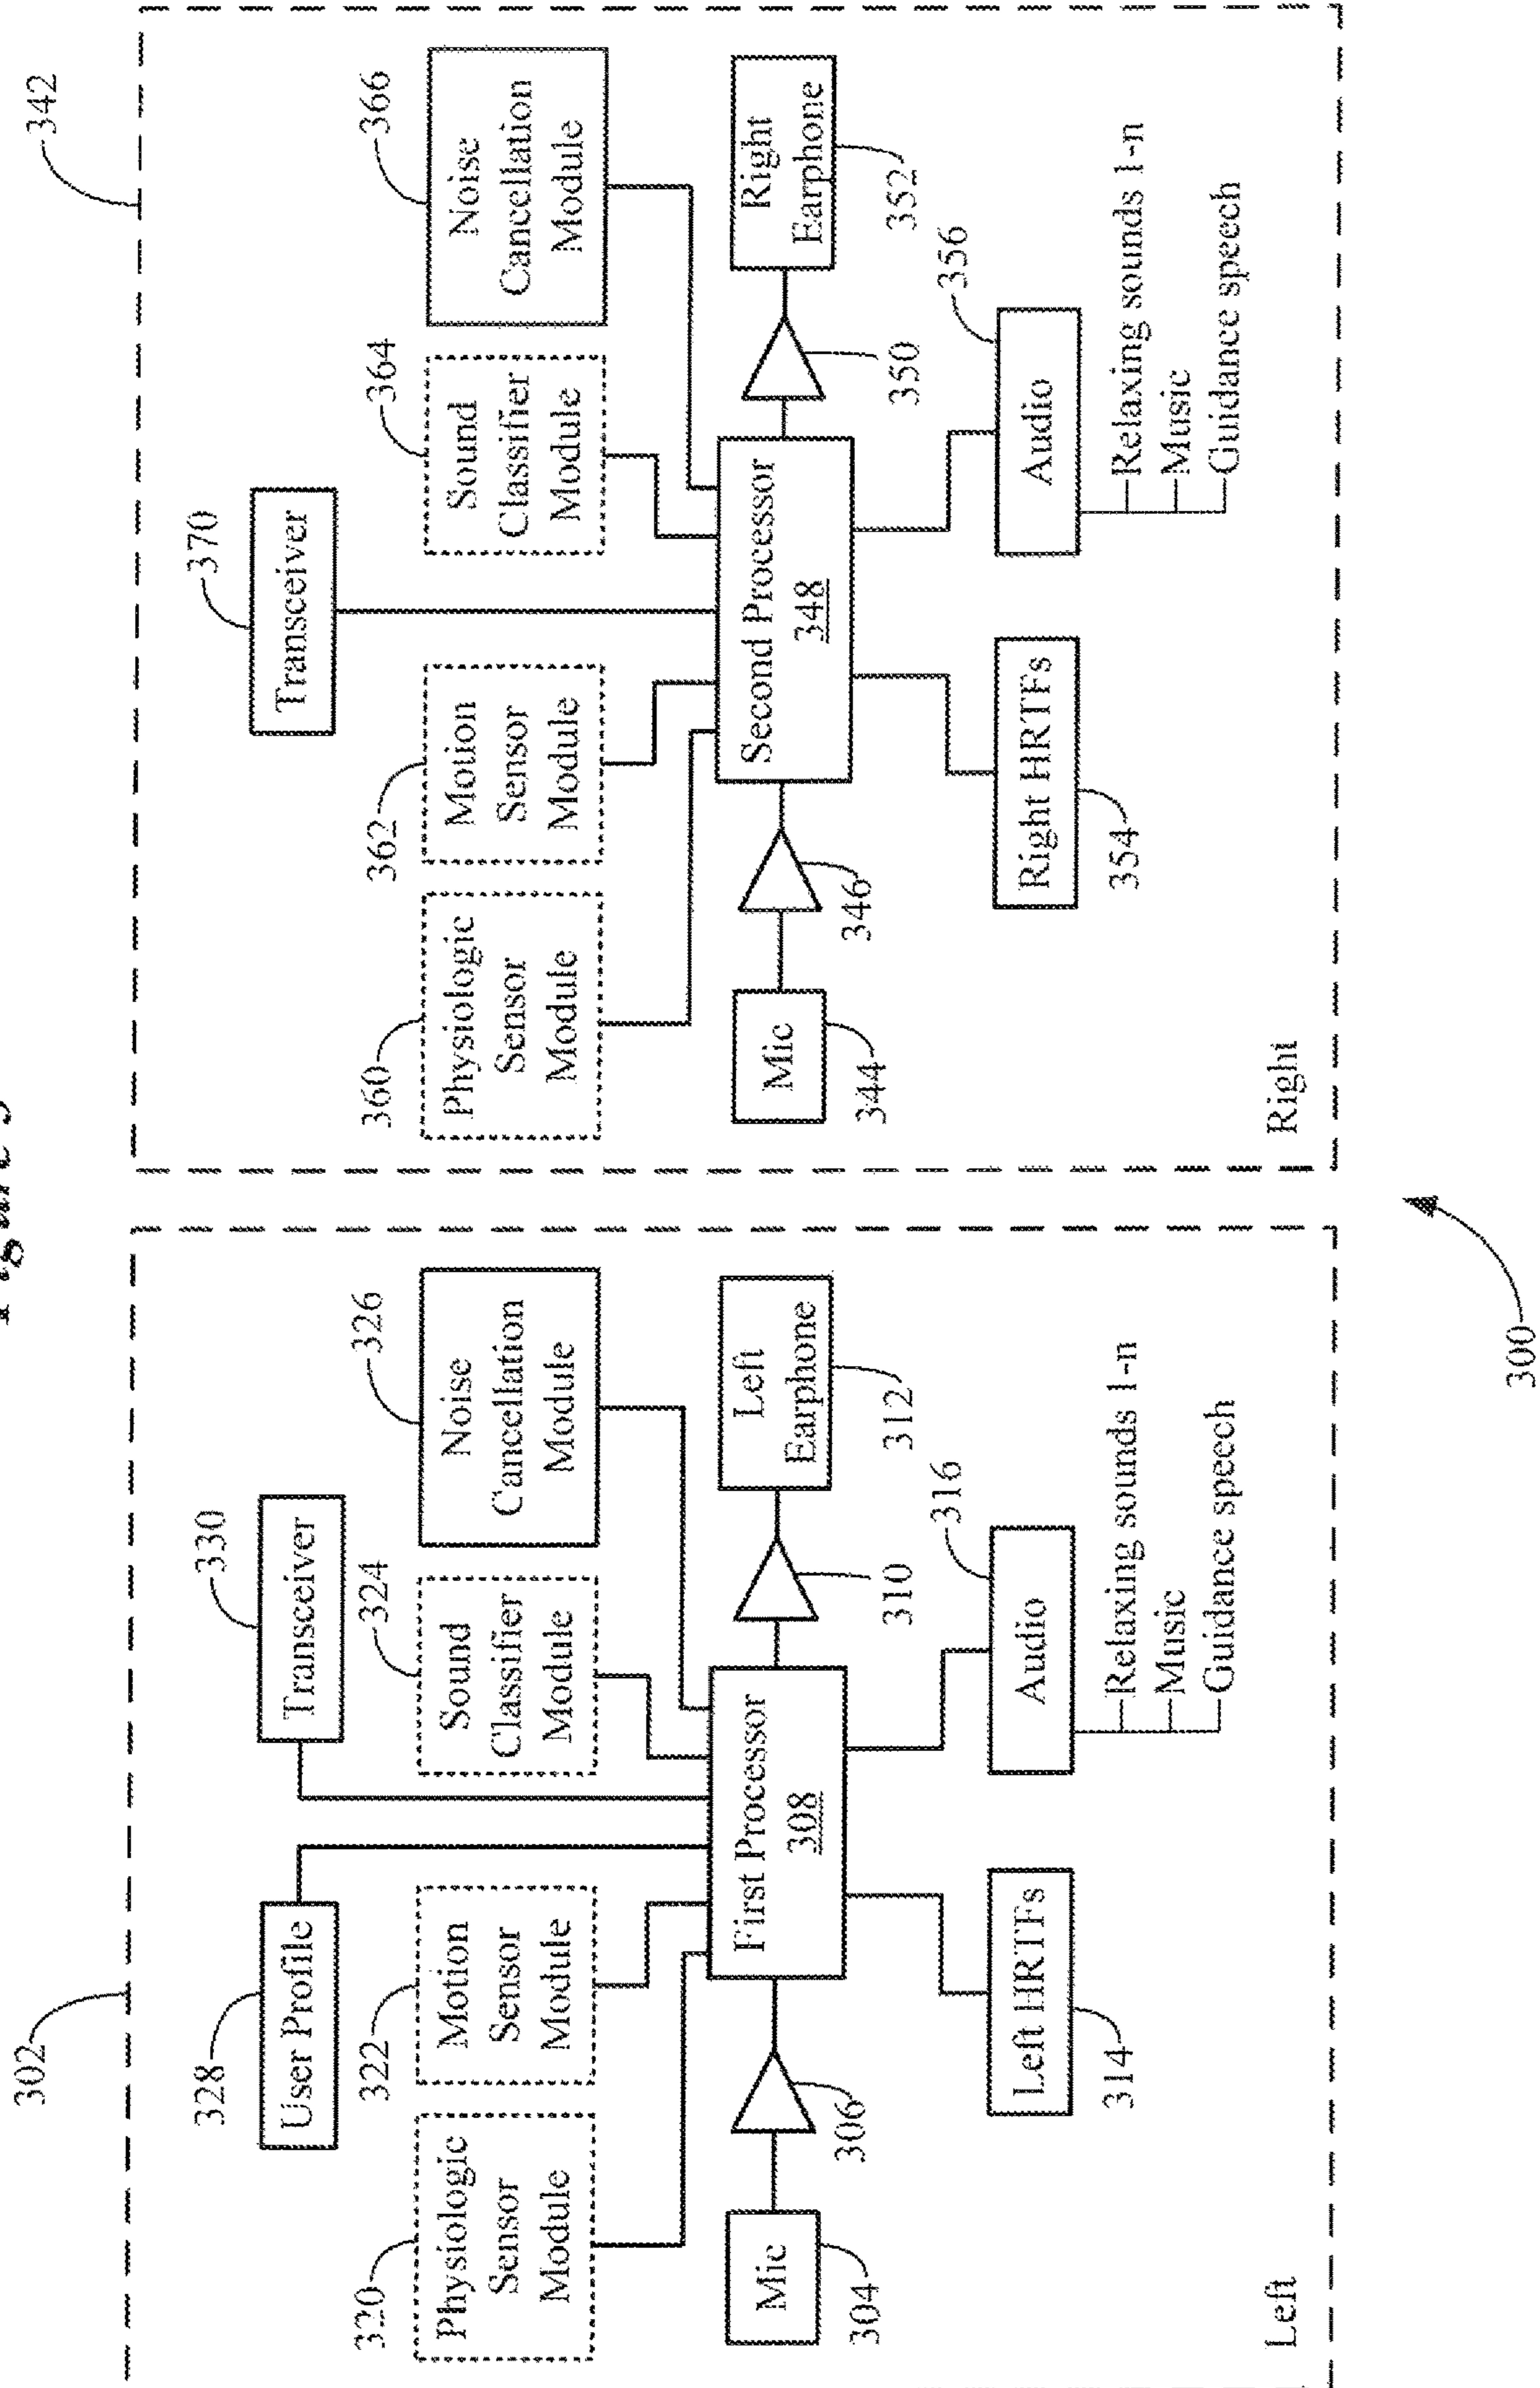 Figure 3
302
328
User Profile
330
Transceiver
320
Physiologic
Sensor
Module
322
Motion
Sensor
Module
324
Sound
Classifier
Module
326
Noise
Cancellation
Module
Mic
304
306
First Processor
308
310
Left
Earphone
312
Left HRTFs
314
Audio
316
Relaxing sounds 1-n
Music
Guidance speech
Left
342
370
Transceiver
360
Physiologic
Sensor
Module
362
Motion
Sensor
Module
364
Sound
Classifier
Module
366
Noise
Cancellation
Module
Mic
344
346
Second Processor
348
350
Right
Earphone
352
Right HRTFs
354
Audio
356
Relaxing sounds 1-n
Music
Guidance speech
Right
300